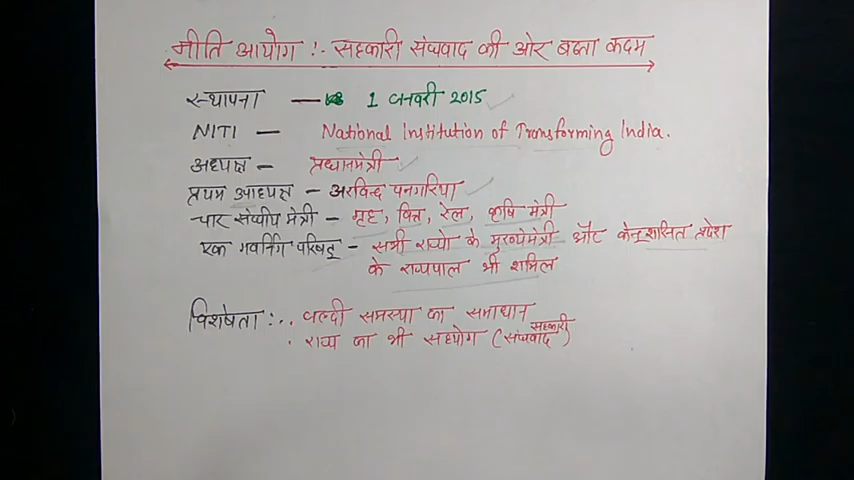 नीति आयोग :- सहकारी संघवाद की ओर बढ़ता कदम
स्थापना — 1 जनवरी 2015
NITI — National Institution of Transforming India.
अध्यक्ष — प्रधानमंत्री
प्रथम अध्यक्ष — अरविन्द पनगरिया
चार संघीय मंत्री — गृह, वित्त, रेल, कृषि मंत्री
एक गवर्निंग परिषद् — सभी राज्यो के मुख्यमंत्री और केन्द्रशासित प्रदेश
के राज्यपाल भी शामिल
विशेषता :.. जल्दी समस्या का समाधान
. राज्य का भी सहयोग (सहकारी संघवाद)